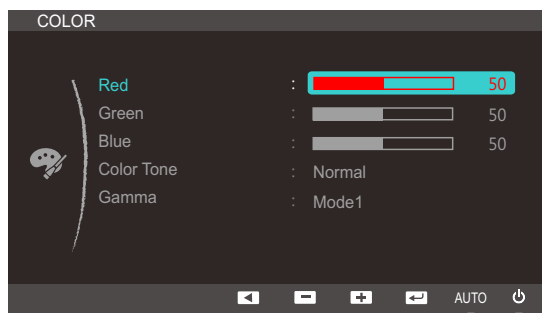 COLOR
Red : 50
Green : 50
Blue : 50
Color Tone : Normal
Gamma : Mode1
AUTO